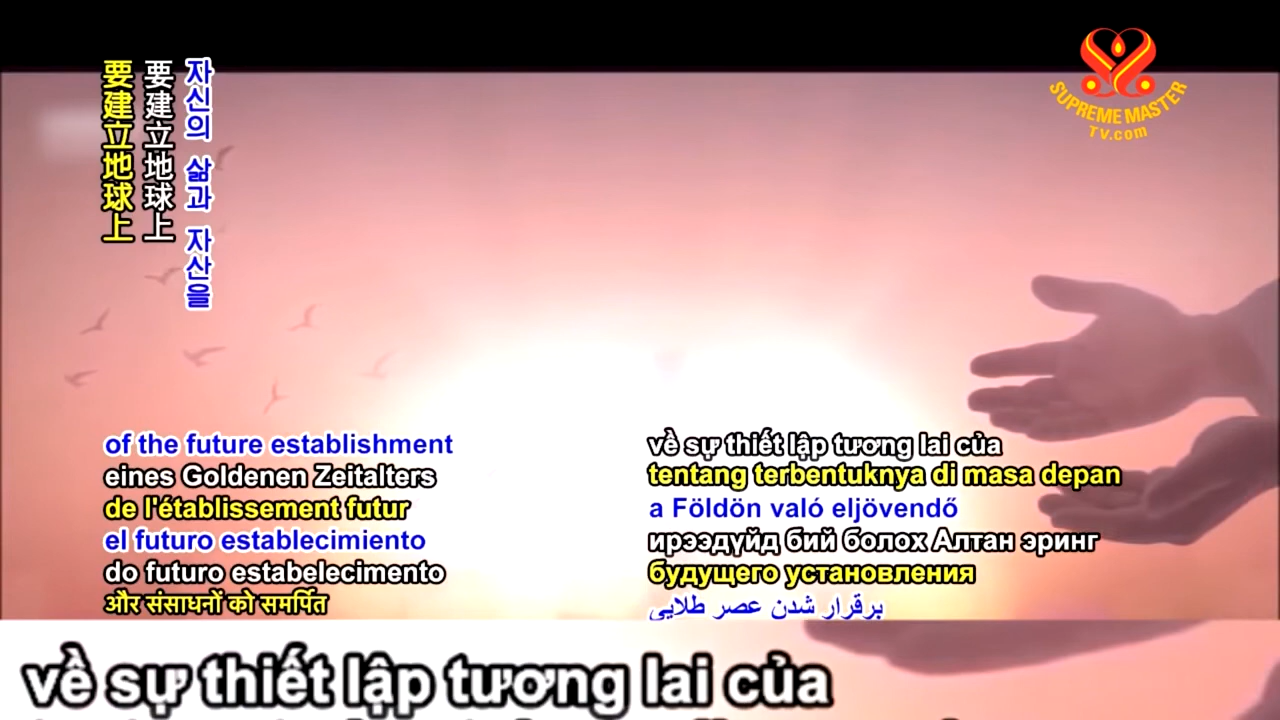 SUPREME MASTER
TV.com
要建立地球上
要建立地球上
자신의 삶과 자산을
of the future establishment
eines Goldenen Zeitalters
de l'établissement futur
el futuro establecimiento
do futuro estabelecimento
और संसाधनों को समर्पित
về sự thiết lập tương lai của
tentang terbentuknya di masa depan
a Földön való eljövendő
ирээдүйд бий болох Алтан эринг
будущего установления
برقرار شدن عصر طلایی
về sự thiết lập tương lai của